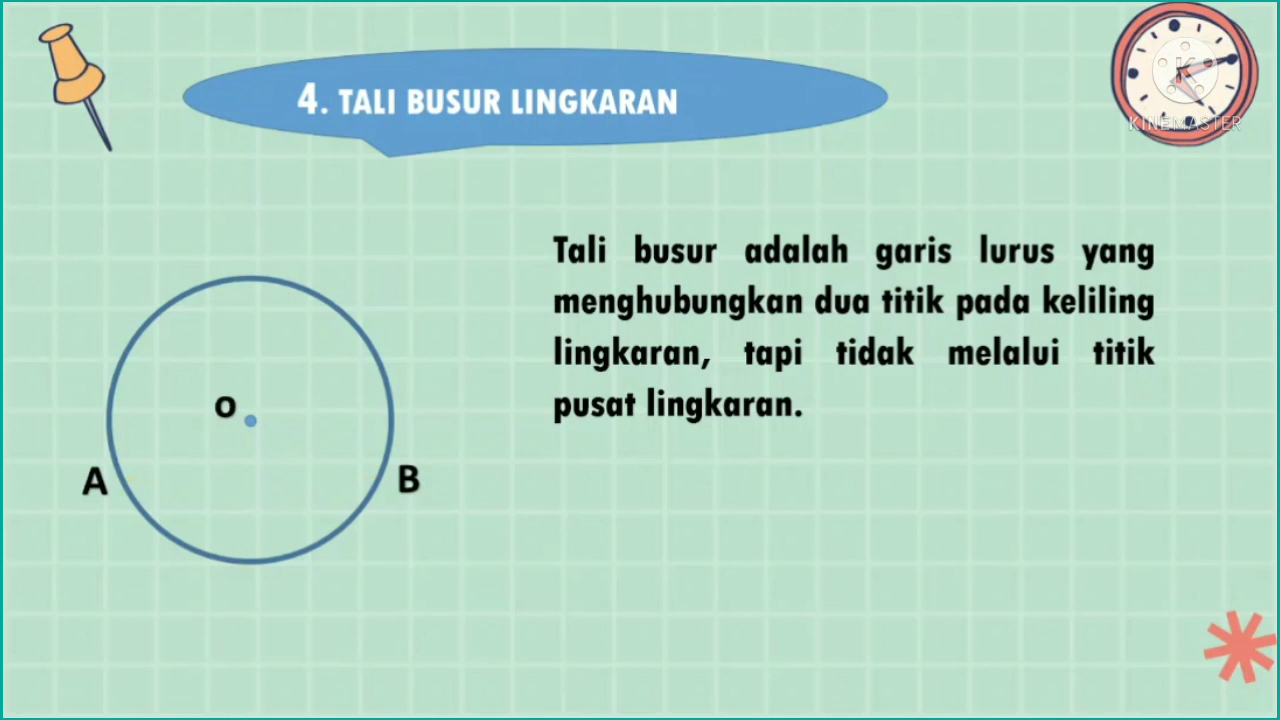 4. TALI BUSUR LINGKARAN
KINEMASTER
Tali busur adalah garis lurus yang
menghubungkan dua titik pada keliling
lingkaran, tapi tidak melalui titik
pusat lingkaran.
O
A
B